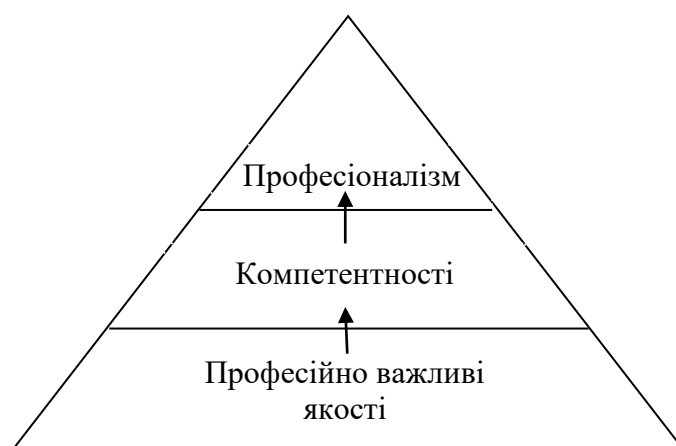 Професіоналізм
Компетентності
Професійно важливі
якості